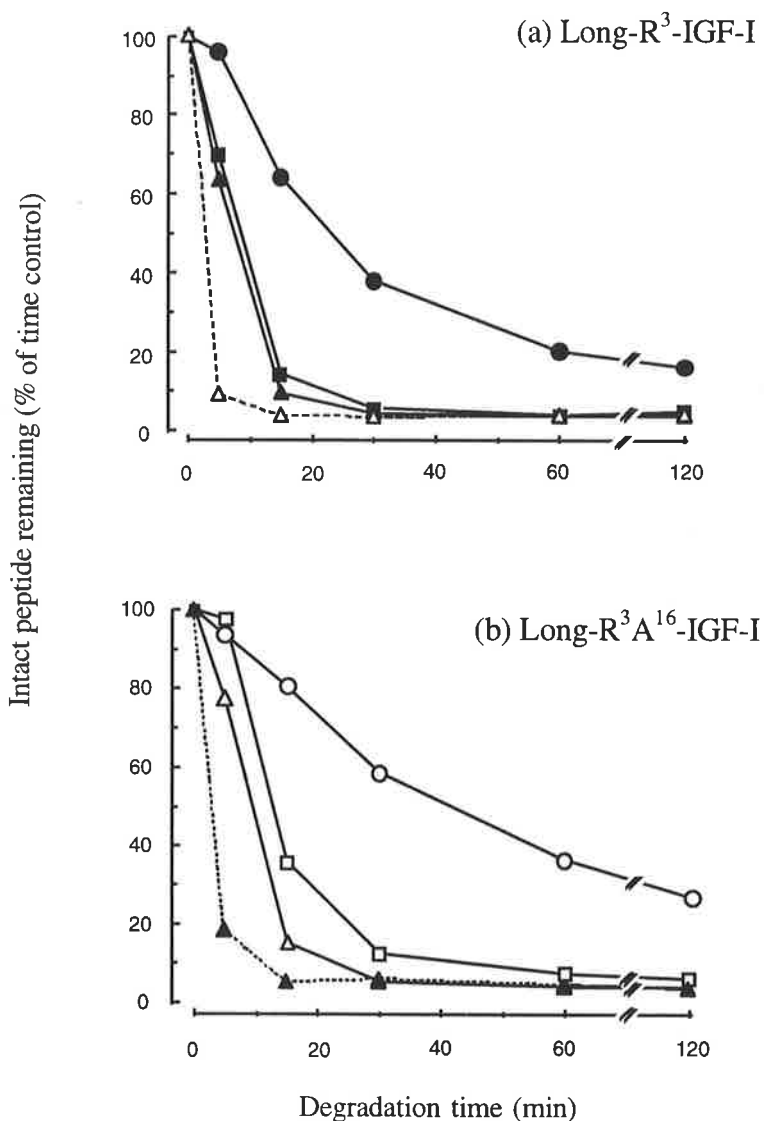 (a) Long-R³-IGF-I
100
80
60
40
20
0
0 20 40 60 120
(b) Long-R³A¹⁶-IGF-I
100
80
60
40
20
0
0 20 40 60 120
Intact peptide remaining (% of time control)
Degradation time (min)